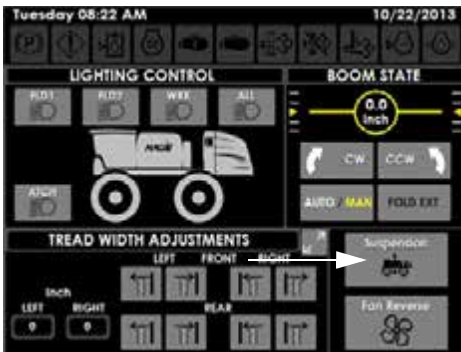 Tuesday 08:22 AM 10/22/2013
(P)
LIGHTING CONTROL
FLD1 FLD2 WRK ALL
HAGIE
ATCH
BOOM STATE
0.0
Inch
CW CCW
AUTO / MAN FOLD EXT
TREAD WIDTH ADJUSTMENTS
LEFT FRONT RIGHT
Inch
LEFT RIGHT
0 0
REAR
Suspension
Fan Reverse